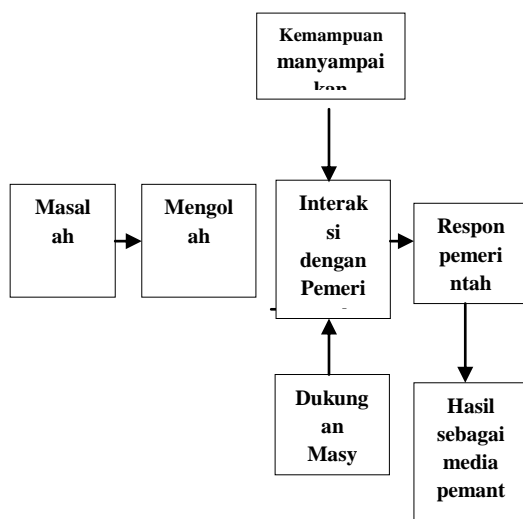 Kemampuan
manyampai
kan
Masal
ah
Mengol
ah
Interak
si
dengan
Pemeri
Respon
pemeri
ntah
Dukung
an
Masy
Hasil
sebagai
media
pemant